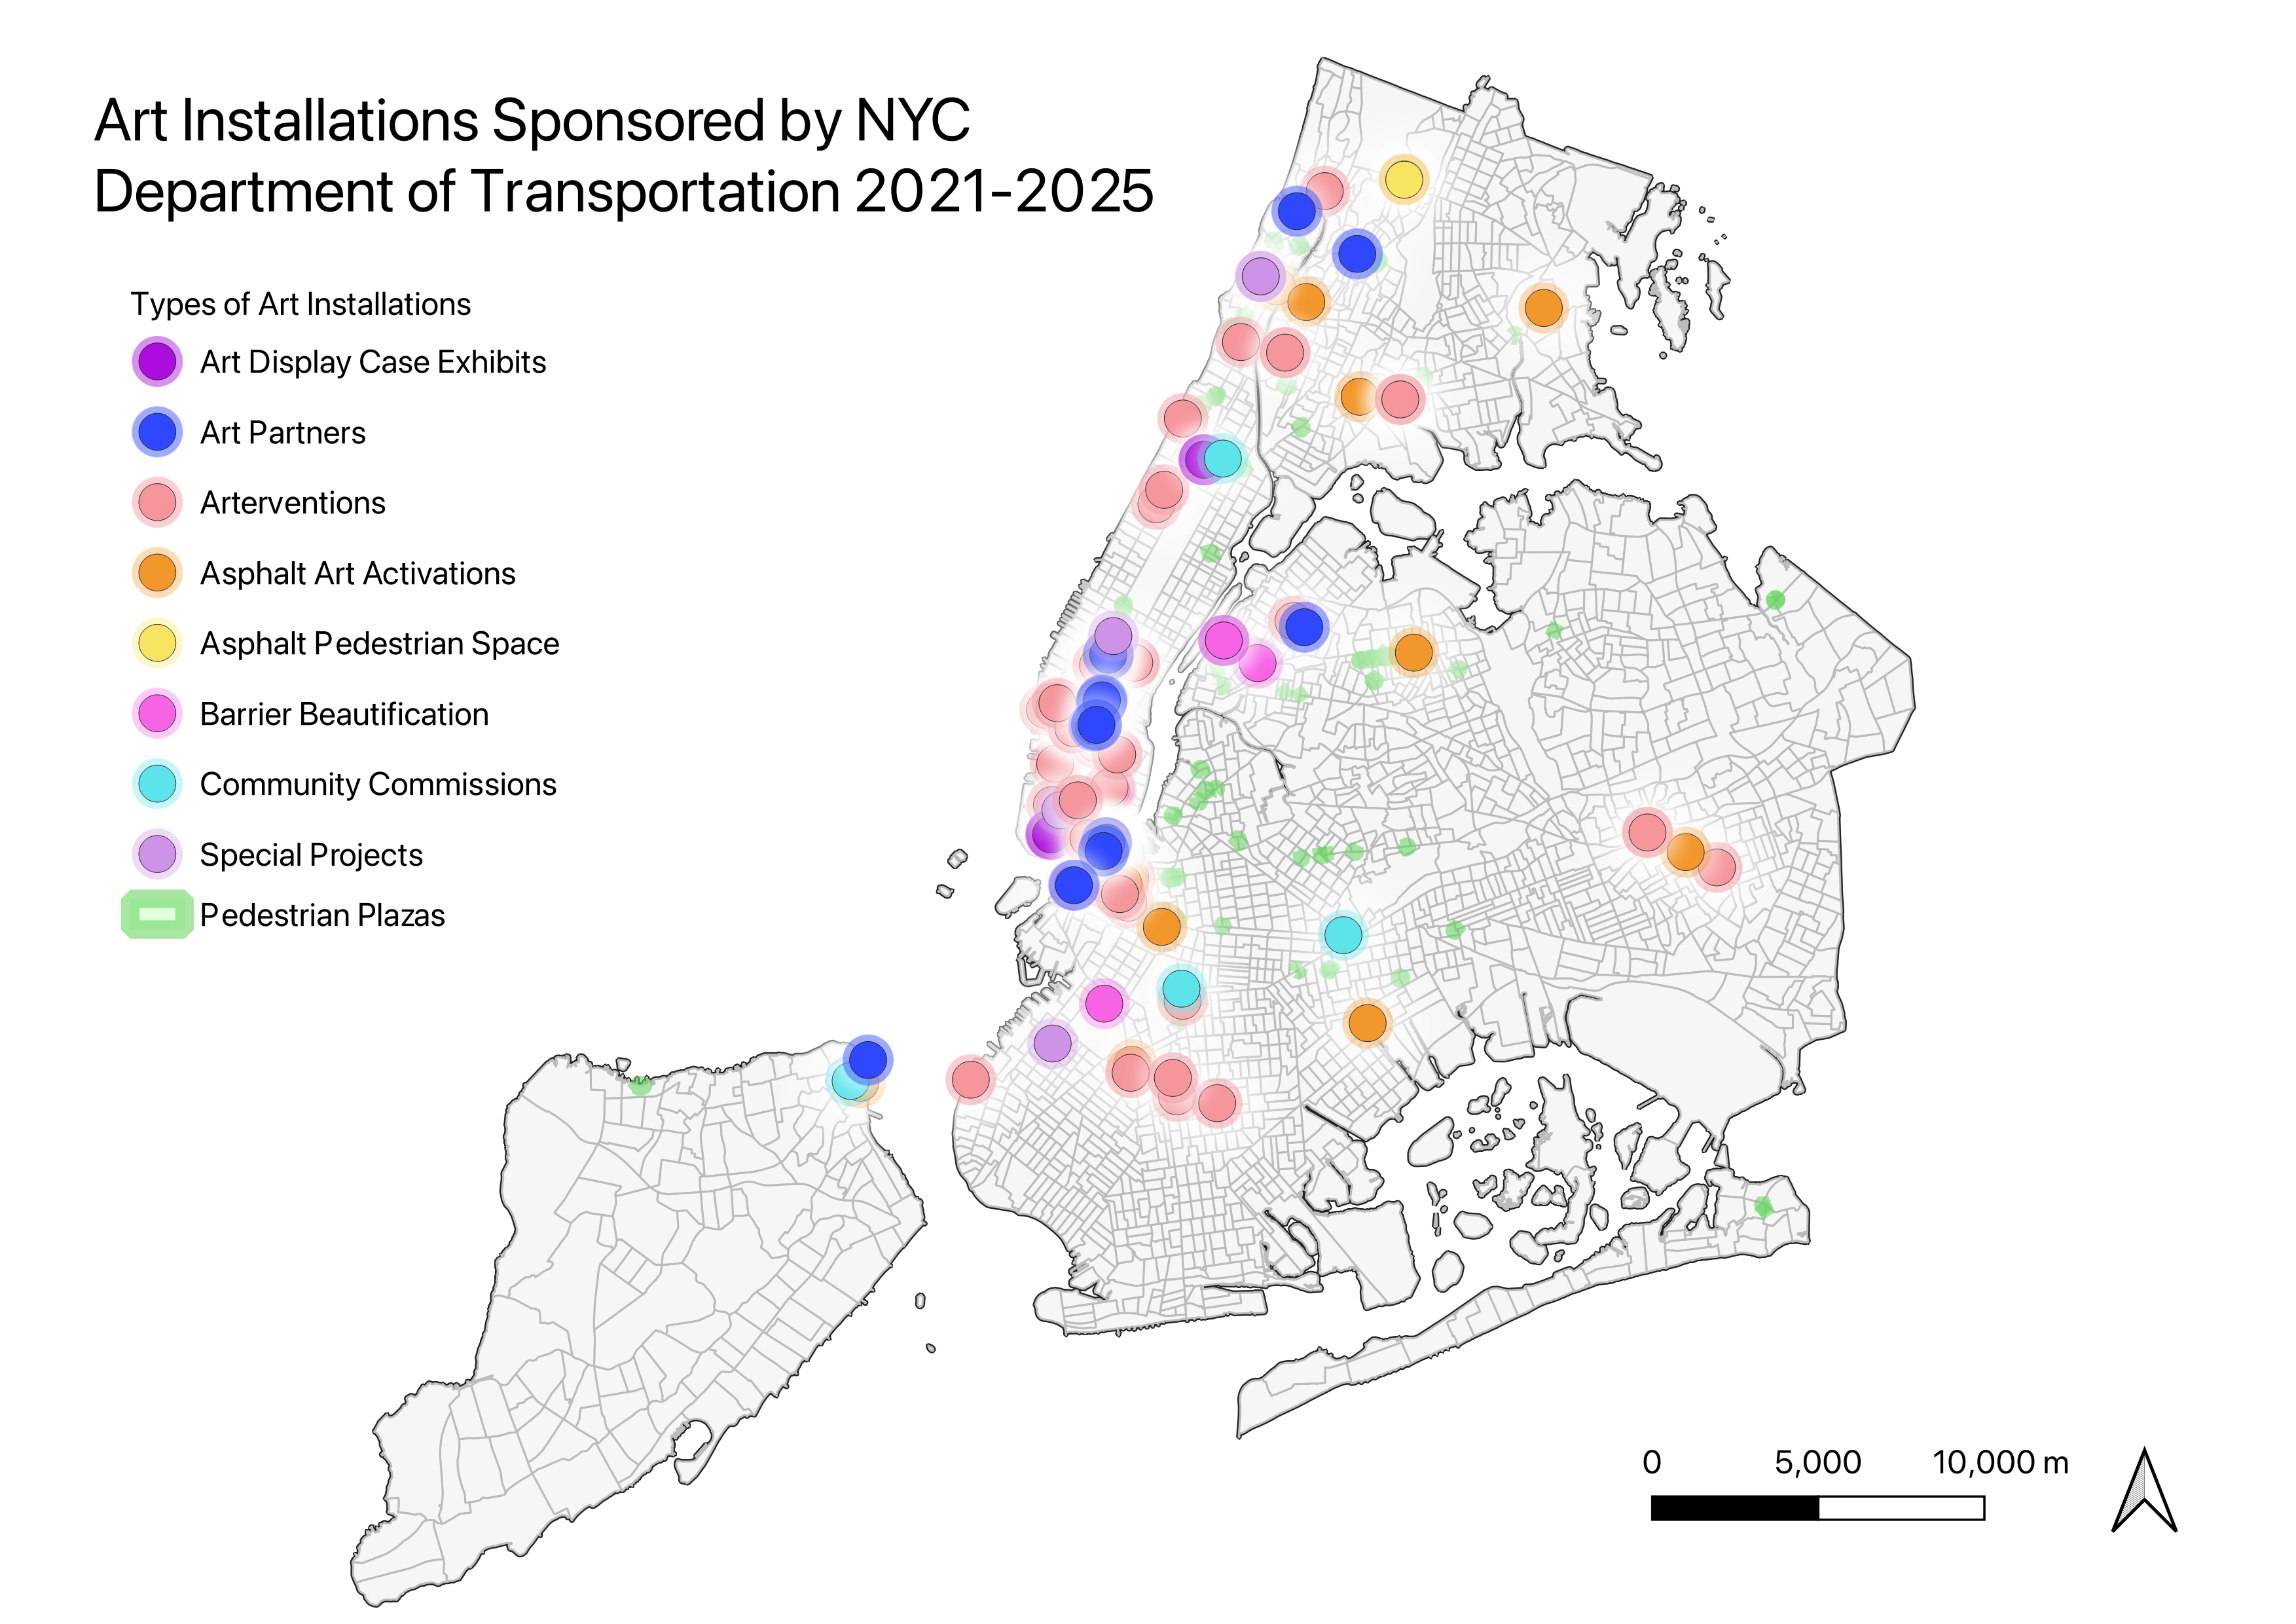 Art Installations Sponsored by NYC
Department of Transportation 2021-2025
Types of Art Installations
Art Display Case Exhibits
Art Partners
Arterventions
Asphalt Art Activations
Asphalt Pedestrian Space
Barrier Beautification
Community Commissions
Special Projects
Pedestrian Plazas
0 5,000 10,000 m